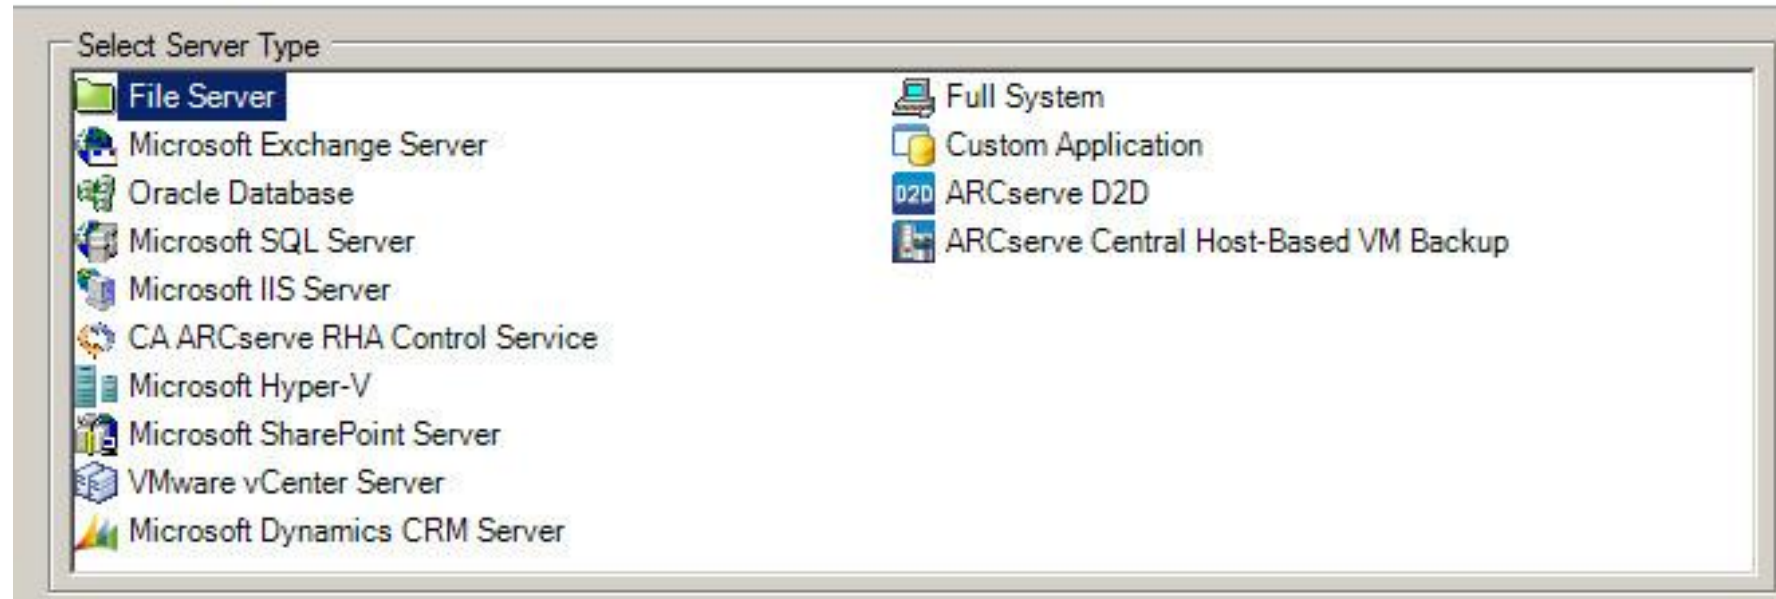 Select Server Type
File Server
Microsoft Exchange Server
Oracle Database
Microsoft SQL Server
Microsoft IIS Server
CA ARCserve RHA Control Service
Microsoft Hyper-V
Microsoft SharePoint Server
VMware vCenter Server
Microsoft Dynamics CRM Server
Full System
Custom Application
D2D ARCserve D2D
ARCserve Central Host-Based VM Backup